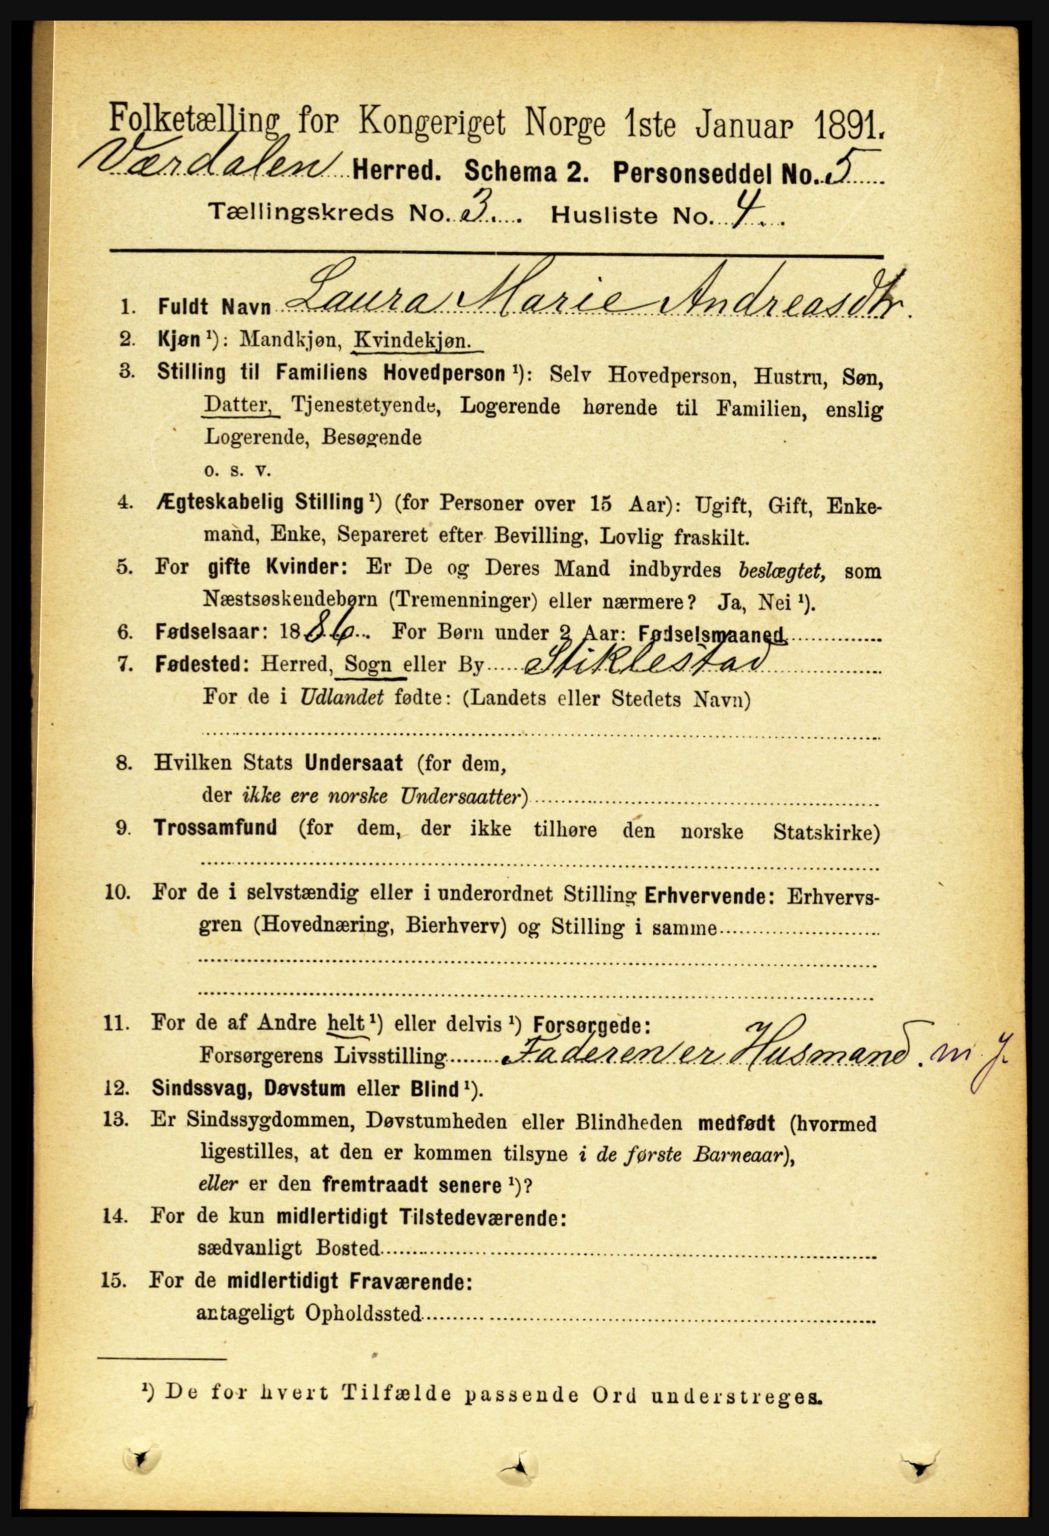 Folketælling for Kongeriget Norge 1ste Januar 1891.
Værdalen Herred. Schema 2. Personseddel No. 5
Tællingskreds No. 3. Husliste No. 4.
1. Fuldt Navn Laura Marie Andreasdtr.
2. Kjøn ¹): Mandkjøn, Kvindekjøn.
3. Stilling til Familiens Hovedperson ¹): Selv Hovedperson, Hustru, Søn,
Datter, Tjenestetyende, Logerende hørende til Familien, enslig
Logerende, Besøgende
o. s. v.
4. Ægteskabelig Stilling ¹) (for Personer over 15 Aar): Ugift, Gift, Enke-
mand, Enke, Separeret efter Bevilling, Lovlig fraskilt.
5. For gifte Kvinder: Er De og Deres Mand indbyrdes beslægtet, som
Næstsøskendebørn (Tremenninger) eller nærmere? Ja, Nei ¹).
6. Fødselsaar: 1886. For Børn under 2 Aar: Fødselsmaaned
7. Fødested: Herred, Sogn eller By Stiklestad
For de i Udlandet fødte: (Landets eller Stedets Navn)
8. Hvilken Stats Undersaat (for dem,
der ikke ere norske Undersaatter)
9. Trossamfund (for dem, der ikke tilhøre den norske Statskirke)
10. For de i selvstændig eller i underordnet Stilling Erhvervende: Erhvervs-
gren (Hovednæring, Bierhverv) og Stilling i samme
11. For de af Andre helt ¹) eller delvis ¹) Forsørgede:
Forsørgerens Livsstilling Faderen er Husmand. m j.
12. Sindssvag, Døvstum eller Blind ¹).
13. Er Sindssygdommen, Døvstumheden eller Blindheden medfødt (hvormed
ligestilles, at den er kommen tilsyne i de første Barneaar),
eller er den fremtraadt senere ¹)?
14. For de kun midlertidigt Tilstedeværende:
sædvanligt Bosted
15. For de midlertidigt Fraværende:
antageligt Opholdssted
¹) De for hvert Tilfælde passende Ord understreges.